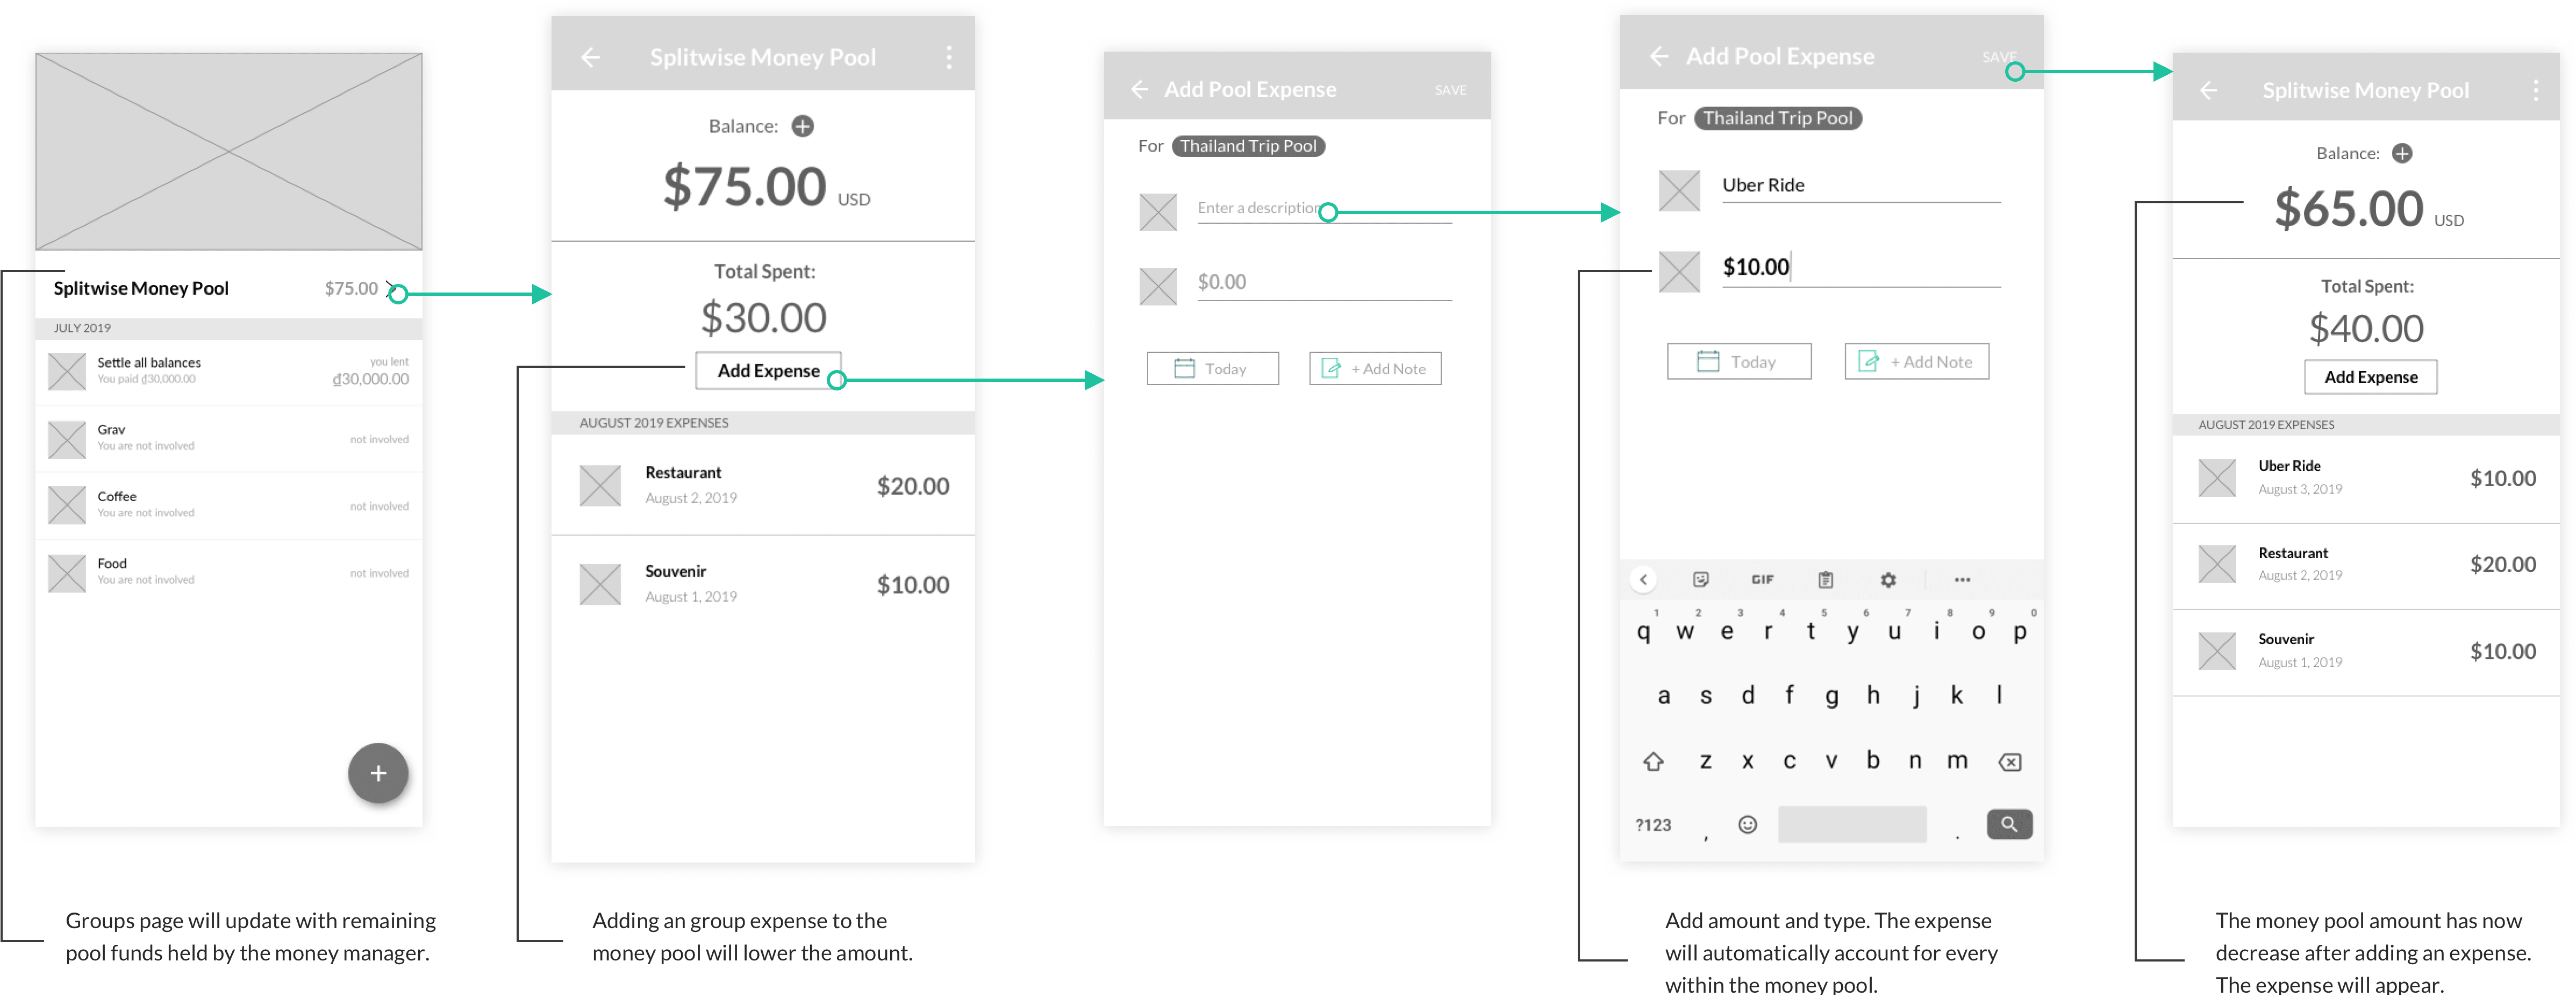 Splitwise Money Pool $75.00
JULY 2019
Settle all balances
You paid ₫30,000.00
you lent
₫30,000.00
Grav
You are not involved
not involved
Coffee
You are not involved
not involved
Food
You are not involved
not involved
+
Groups page will update with remaining
pool funds held by the money manager.
Splitwise Money Pool
Balance:
$75.00 USD
Total Spent:
$30.00
Add Expense
AUGUST 2019 EXPENSES
Restaurant
August 2, 2019
$20.00
Souvenir
August 1, 2019
$10.00
Adding an group expense to the
money pool will lower the amount.
Add Pool Expense SAVE
For Thailand Trip Pool
Enter a description
$0.00
Today + Add Note
Add Pool Expense SAVE
For Thailand Trip Pool
Uber Ride
$10.00
Today + Add Note
GIF
1 2 3 4 5 6 7 8 9 0
q w e r t y u i o p
a s d f g h j k l
z x c v b n m
?123 , .
Add amount and type. The expense
will automatically account for every
within the money pool.
Splitwise Money Pool
Balance:
$65.00 USD
Total Spent:
$40.00
Add Expense
AUGUST 2019 EXPENSES
Uber Ride
August 3, 2019
$10.00
Restaurant
August 2, 2019
$20.00
Souvenir
August 1, 2019
$10.00
The money pool amount has now
decrease after adding an expense.
The expense will appear.